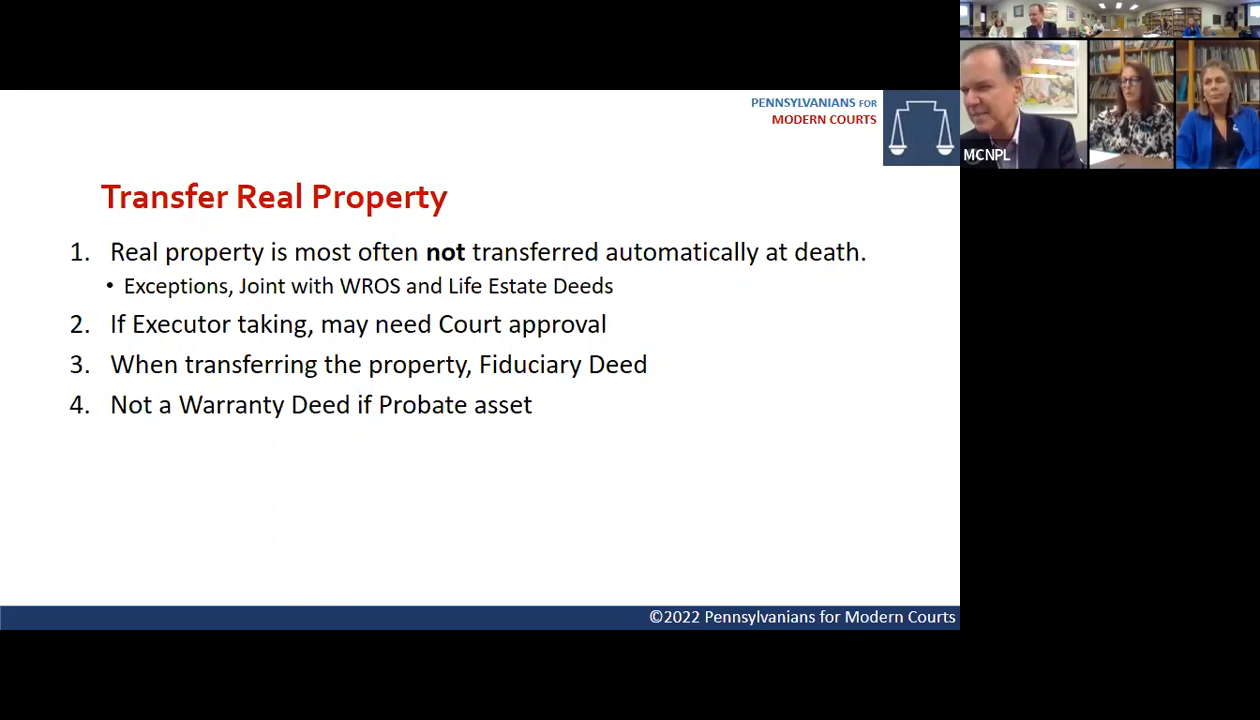 PENNSYLVANIANS FOR
MODERN COURTS
MCNPL
Transfer Real Property
1. Real property is most often not transferred automatically at death.
• Exceptions, Joint with WROS and Life Estate Deeds
2. If Executor taking, may need Court approval
3. When transferring the property, Fiduciary Deed
4. Not a Warranty Deed if Probate asset
©2022 Pennsylvanians for Modern Courts